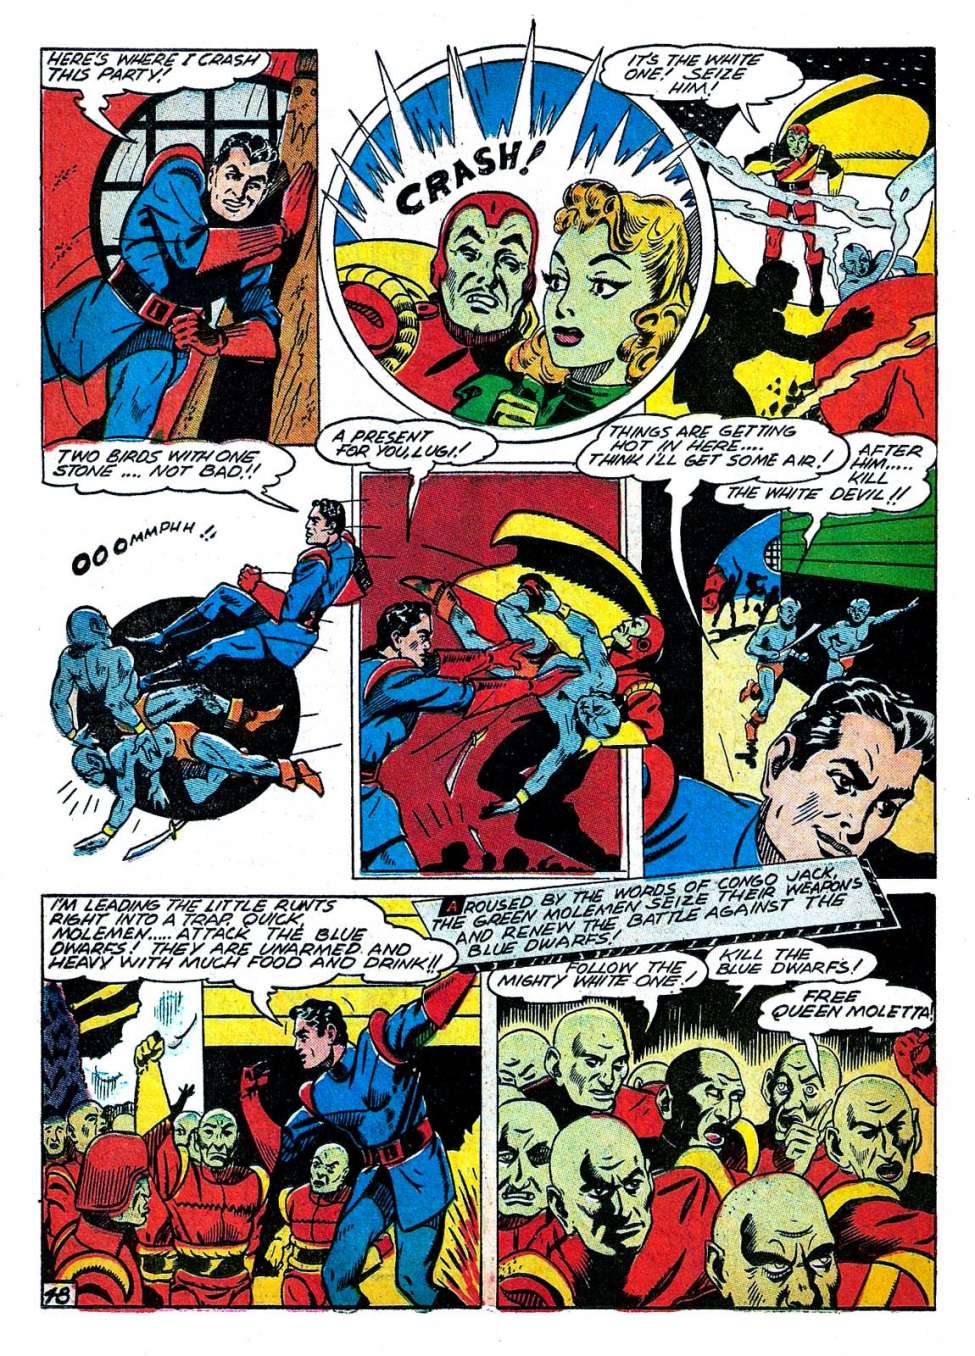 HERE'S WHERE I CRASH
THIS PARTY!
CRASH!
IT'S THE WHITE
ONE! SEIZE
HIM!
TWO BIRDS WITH ONE
STONE .... NOT BAD!!
OOOMMPHH!!
A PRESENT
FOR YOU, LUGI!
THINGS ARE GETTING
HOT IN HERE....
THINK I'LL GET SOME AIR!
AFTER
HIM.....
KILL
THE WHITE DEVIL!!
I'M LEADING THE LITTLE RUNTS
RIGHT INTO A TRAP, QUICK,
MOLEMEN..... ATTACK THE BLUE
DWARFS! THEY ARE UNARMED AND
HEAVY WITH MUCH FOOD AND DRINK!!
AROUSED BY THE WORDS OF CONGO JACK,
THE GREEN MOLEMEN SEIZE THEIR WEAPONS
AND RENEW THE BATTLE AGAINST THE
BLUE DWARFS!
FOLLOW THE
MIGHTY WHITE ONE!
KILL THE
BLUE DWARFS!
FREE
QUEEN MOLETTA!
48